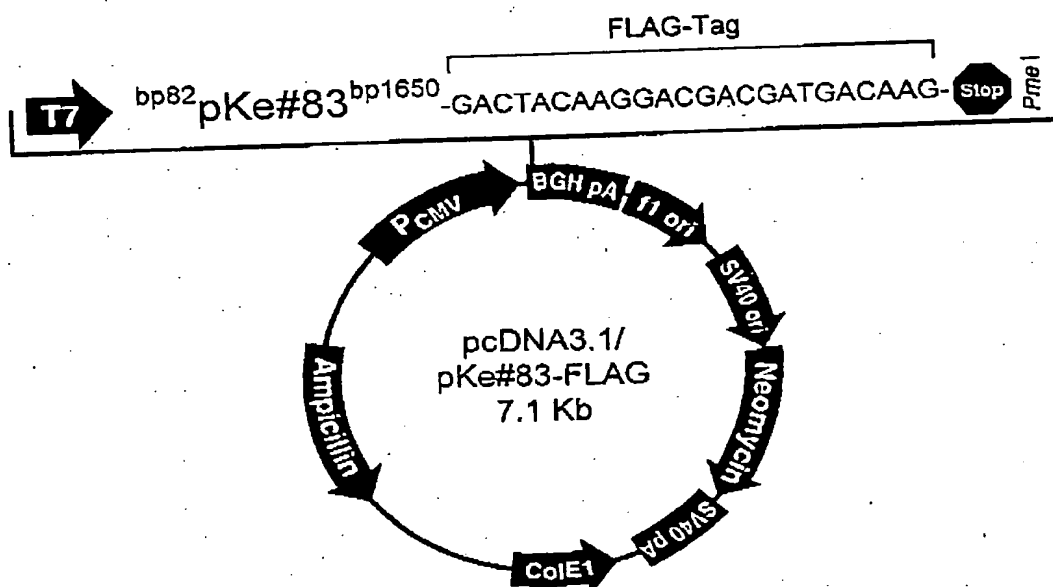 FLAG-Tag
T7 bp82pKe#83bp1650-GACTACAAGGACGACGATGACAAG- Stop Pme I
PCMV
BGH pA
f1 ori
SV40 ori
Neomycin
SV40 pA
ColE1
Ampicillin
pcDNA3.1/
pKe#83-FLAG
7.1 Kb